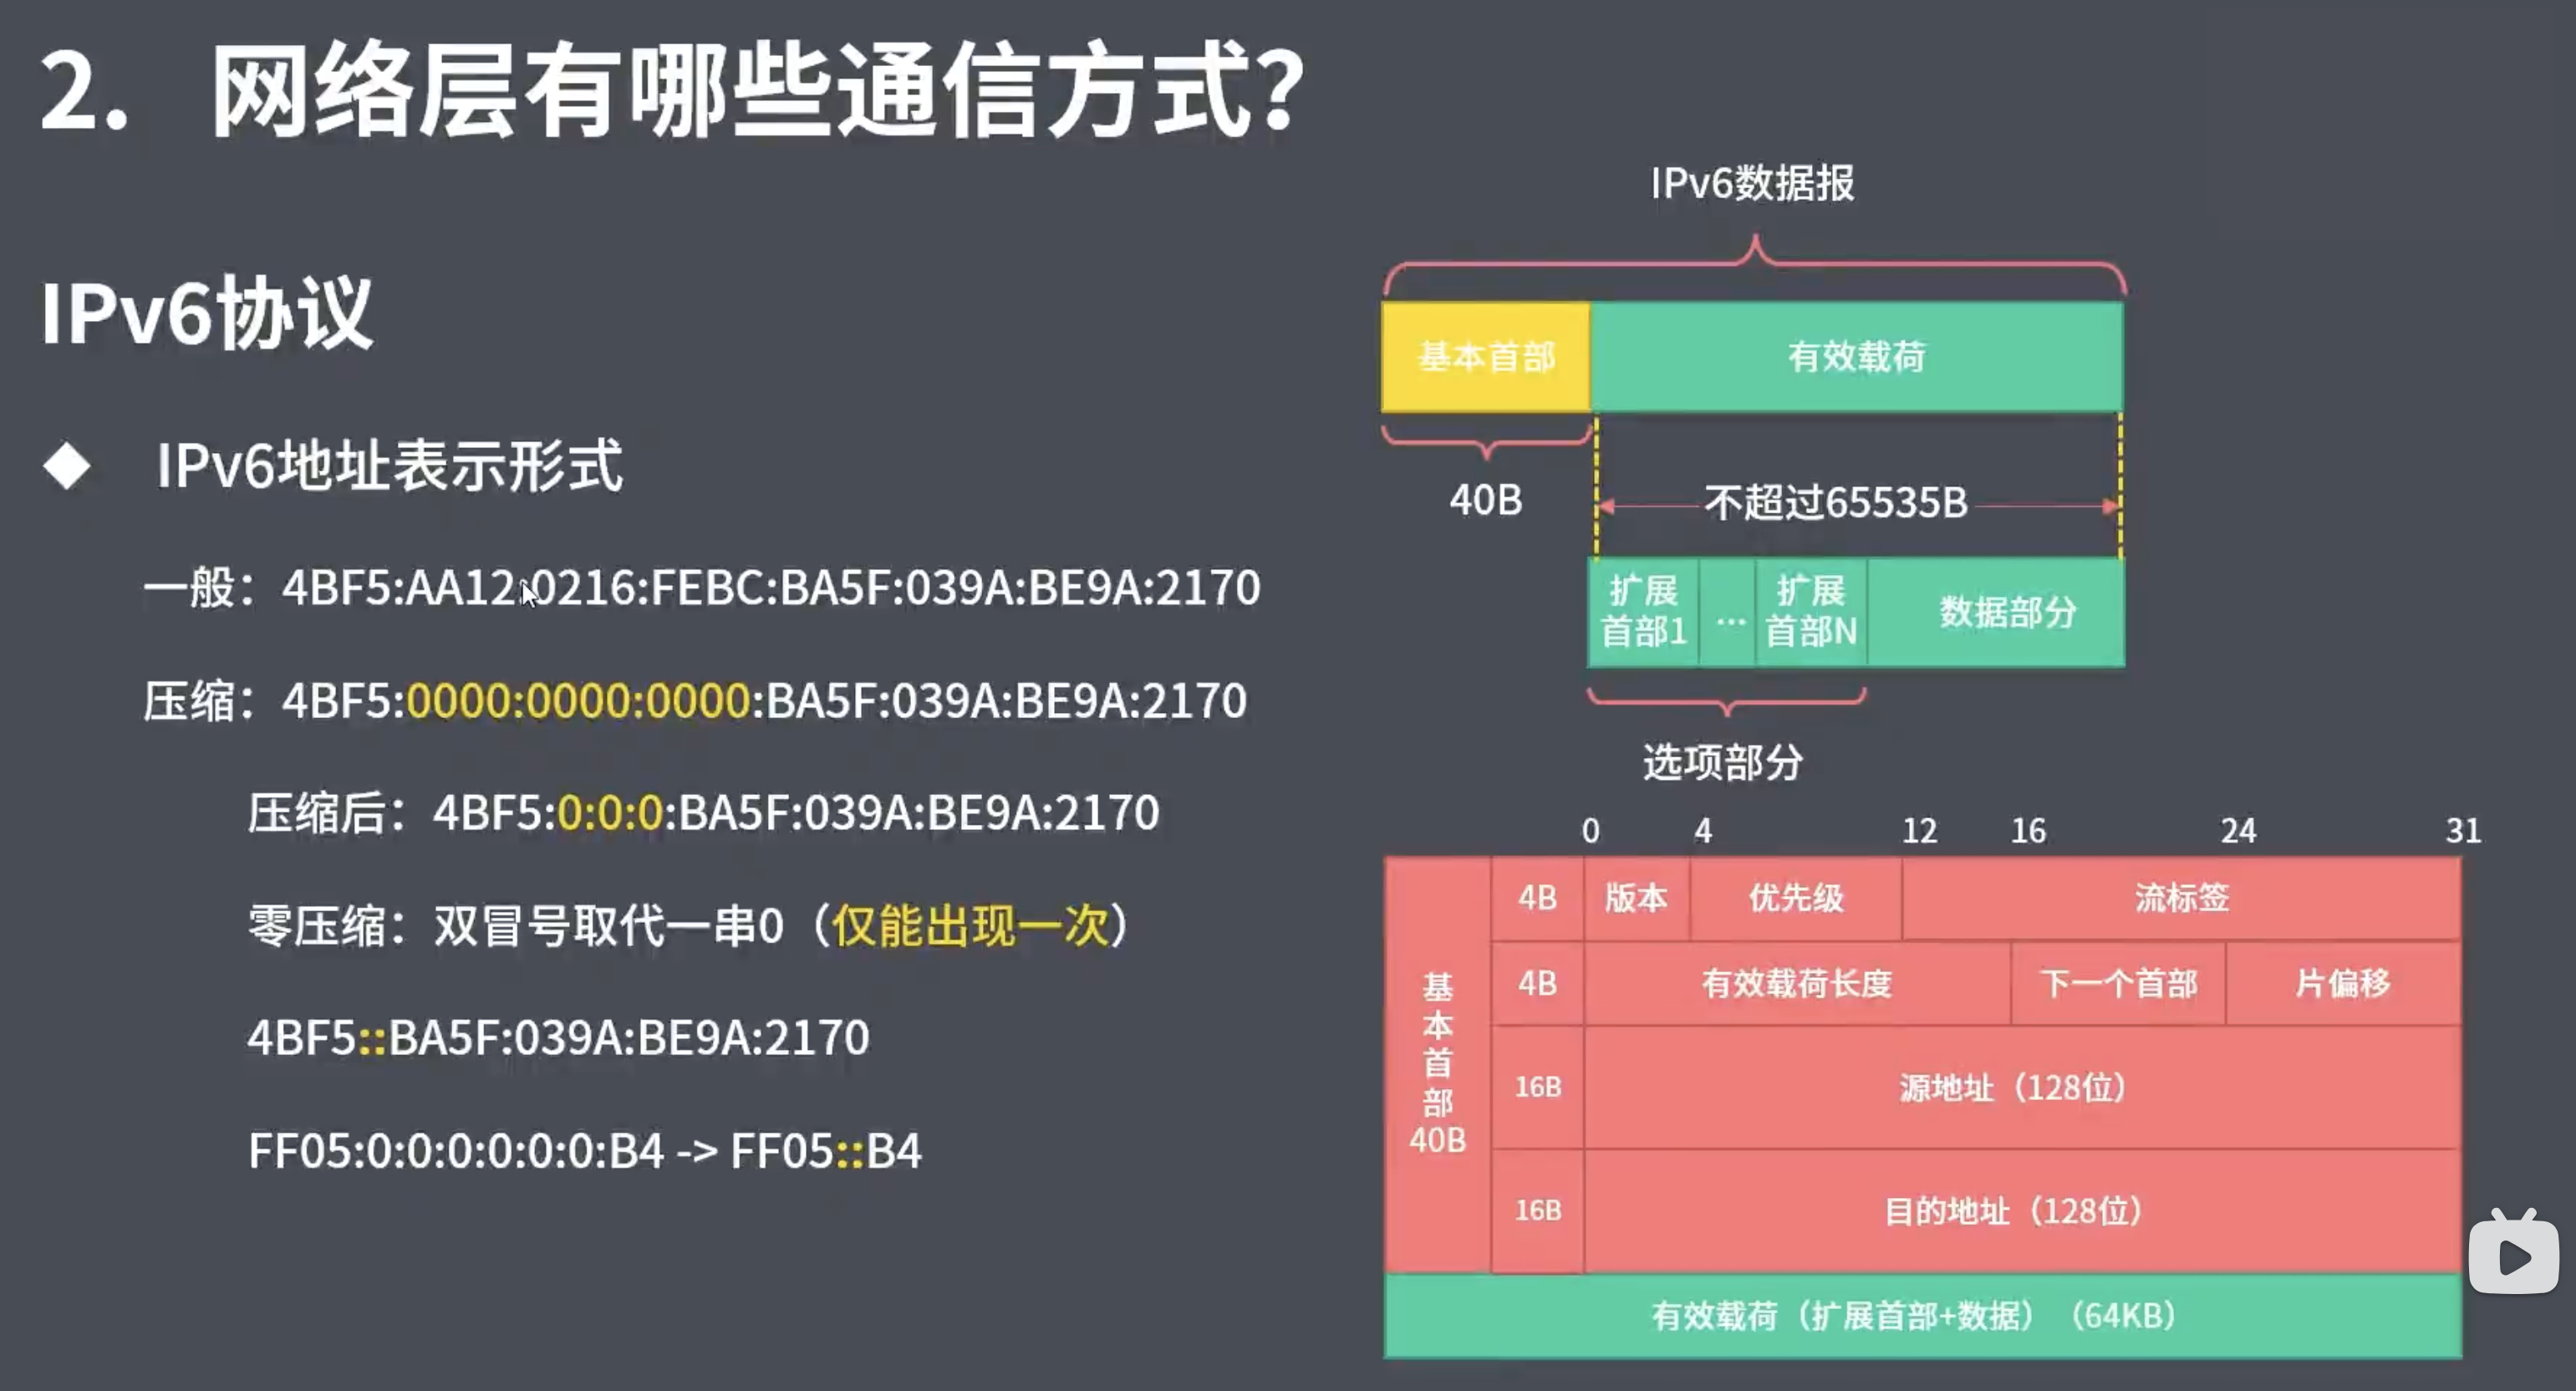 2. 网络层有哪些通信方式?
IPv6协议
◆ IPv6地址表示形式
一般：4BF5:AA12:0216:FEBC:BA5F:039A:BE9A:2170
压缩：4BF5:0000:0000:0000:BA5F:039A:BE9A:2170
压缩后：4BF5:0:0:0:BA5F:039A:BE9A:2170
零压缩：双冒号取代一串0（仅能出现一次）
4BF5::BA5F:039A:BE9A:2170
FF05:0:0:0:0:0:0:B4 -> FF05::B4
IPv6数据报
基本首部 有效载荷
40B
不超过65535B
扩展首部1 ... 扩展首部N 数据部分
选项部分
0 4 12 16 24 31
基本首部40B
4B 版本 优先级 流标签
4B 有效载荷长度 下一个首部 片偏移
16B 源地址（128位）
16B 目的地址（128位）
有效载荷（扩展首部+数据）（64KB）